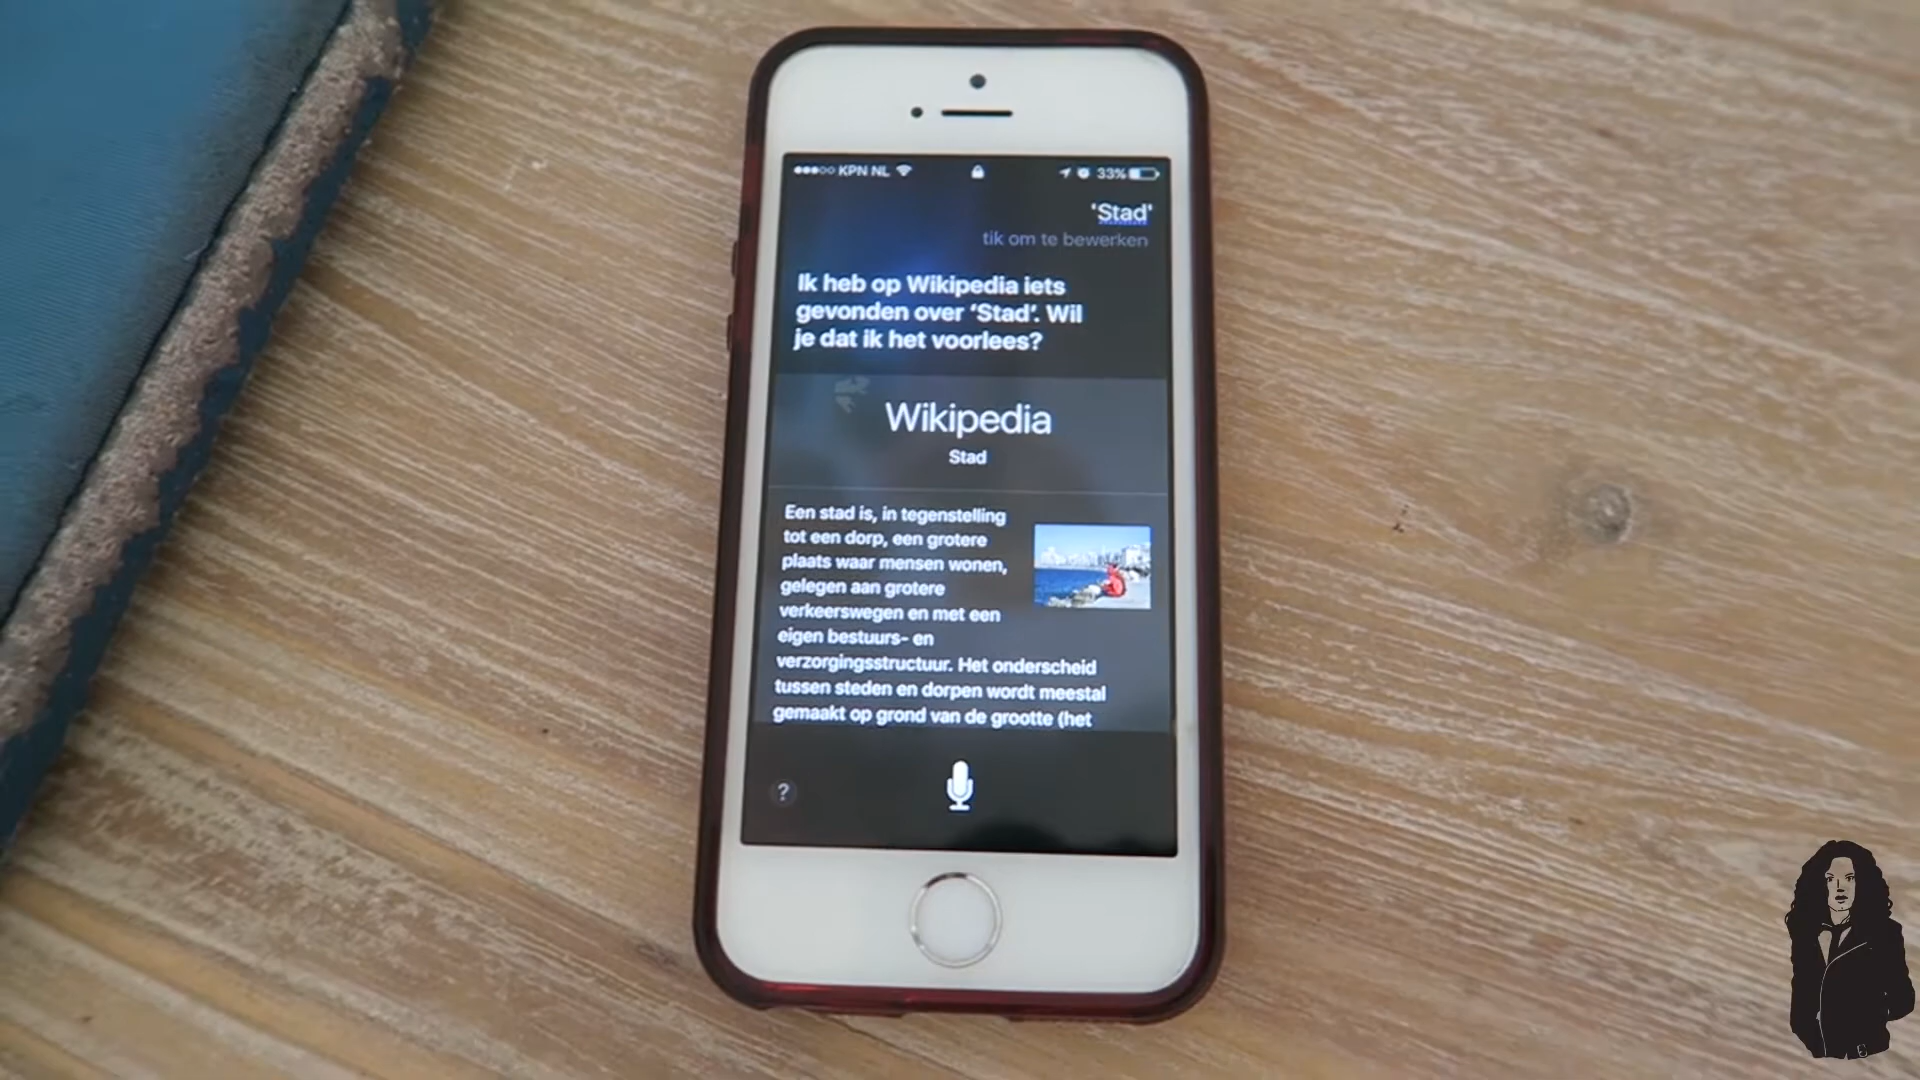 KPN NL
33%
'Stad'
tik om te bewerken
Ik heb op Wikipedia iets
gevonden over ‘Stad’. Wil
je dat ik het voorlees?
Wikipedia
Stad
Een stad is, in tegenstelling
tot een dorp, een grotere
plaats waar mensen wonen,
gelegen aan grotere
verkeerswegen en met een
eigen bestuurs- en
verzorgingsstructuur. Het onderscheid
tussen steden en dorpen wordt meestal
gemaakt op grond van de grootte (het
?